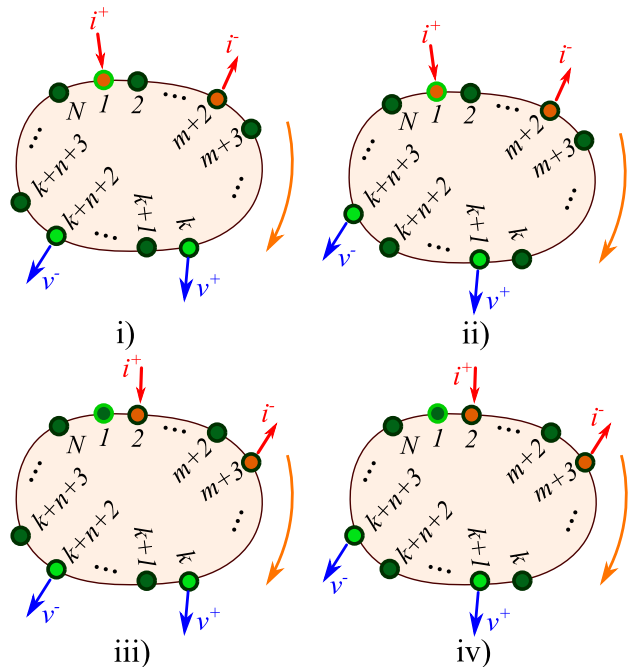 i⁺ i⁻
N 1 2 ... m+2 m+3
... k+n+3 k+n+2 ... k+1 k ...
v⁻ v⁺
i)
i⁺ i⁻
N 1 2 ... m+2 m+3
... k+n+3 k+n+2 ... k+1 k ...
v⁻ v⁺
ii)
i⁺ i⁻
N 1 2 ... m+2 m+3
... k+n+3 k+n+2 ... k+1 k ...
v⁻ v⁺
iii)
i⁺ i⁻
N 1 2 ... m+2 m+3
... k+n+3 k+n+2 ... k+1 k ...
v⁻ v⁺
iv)